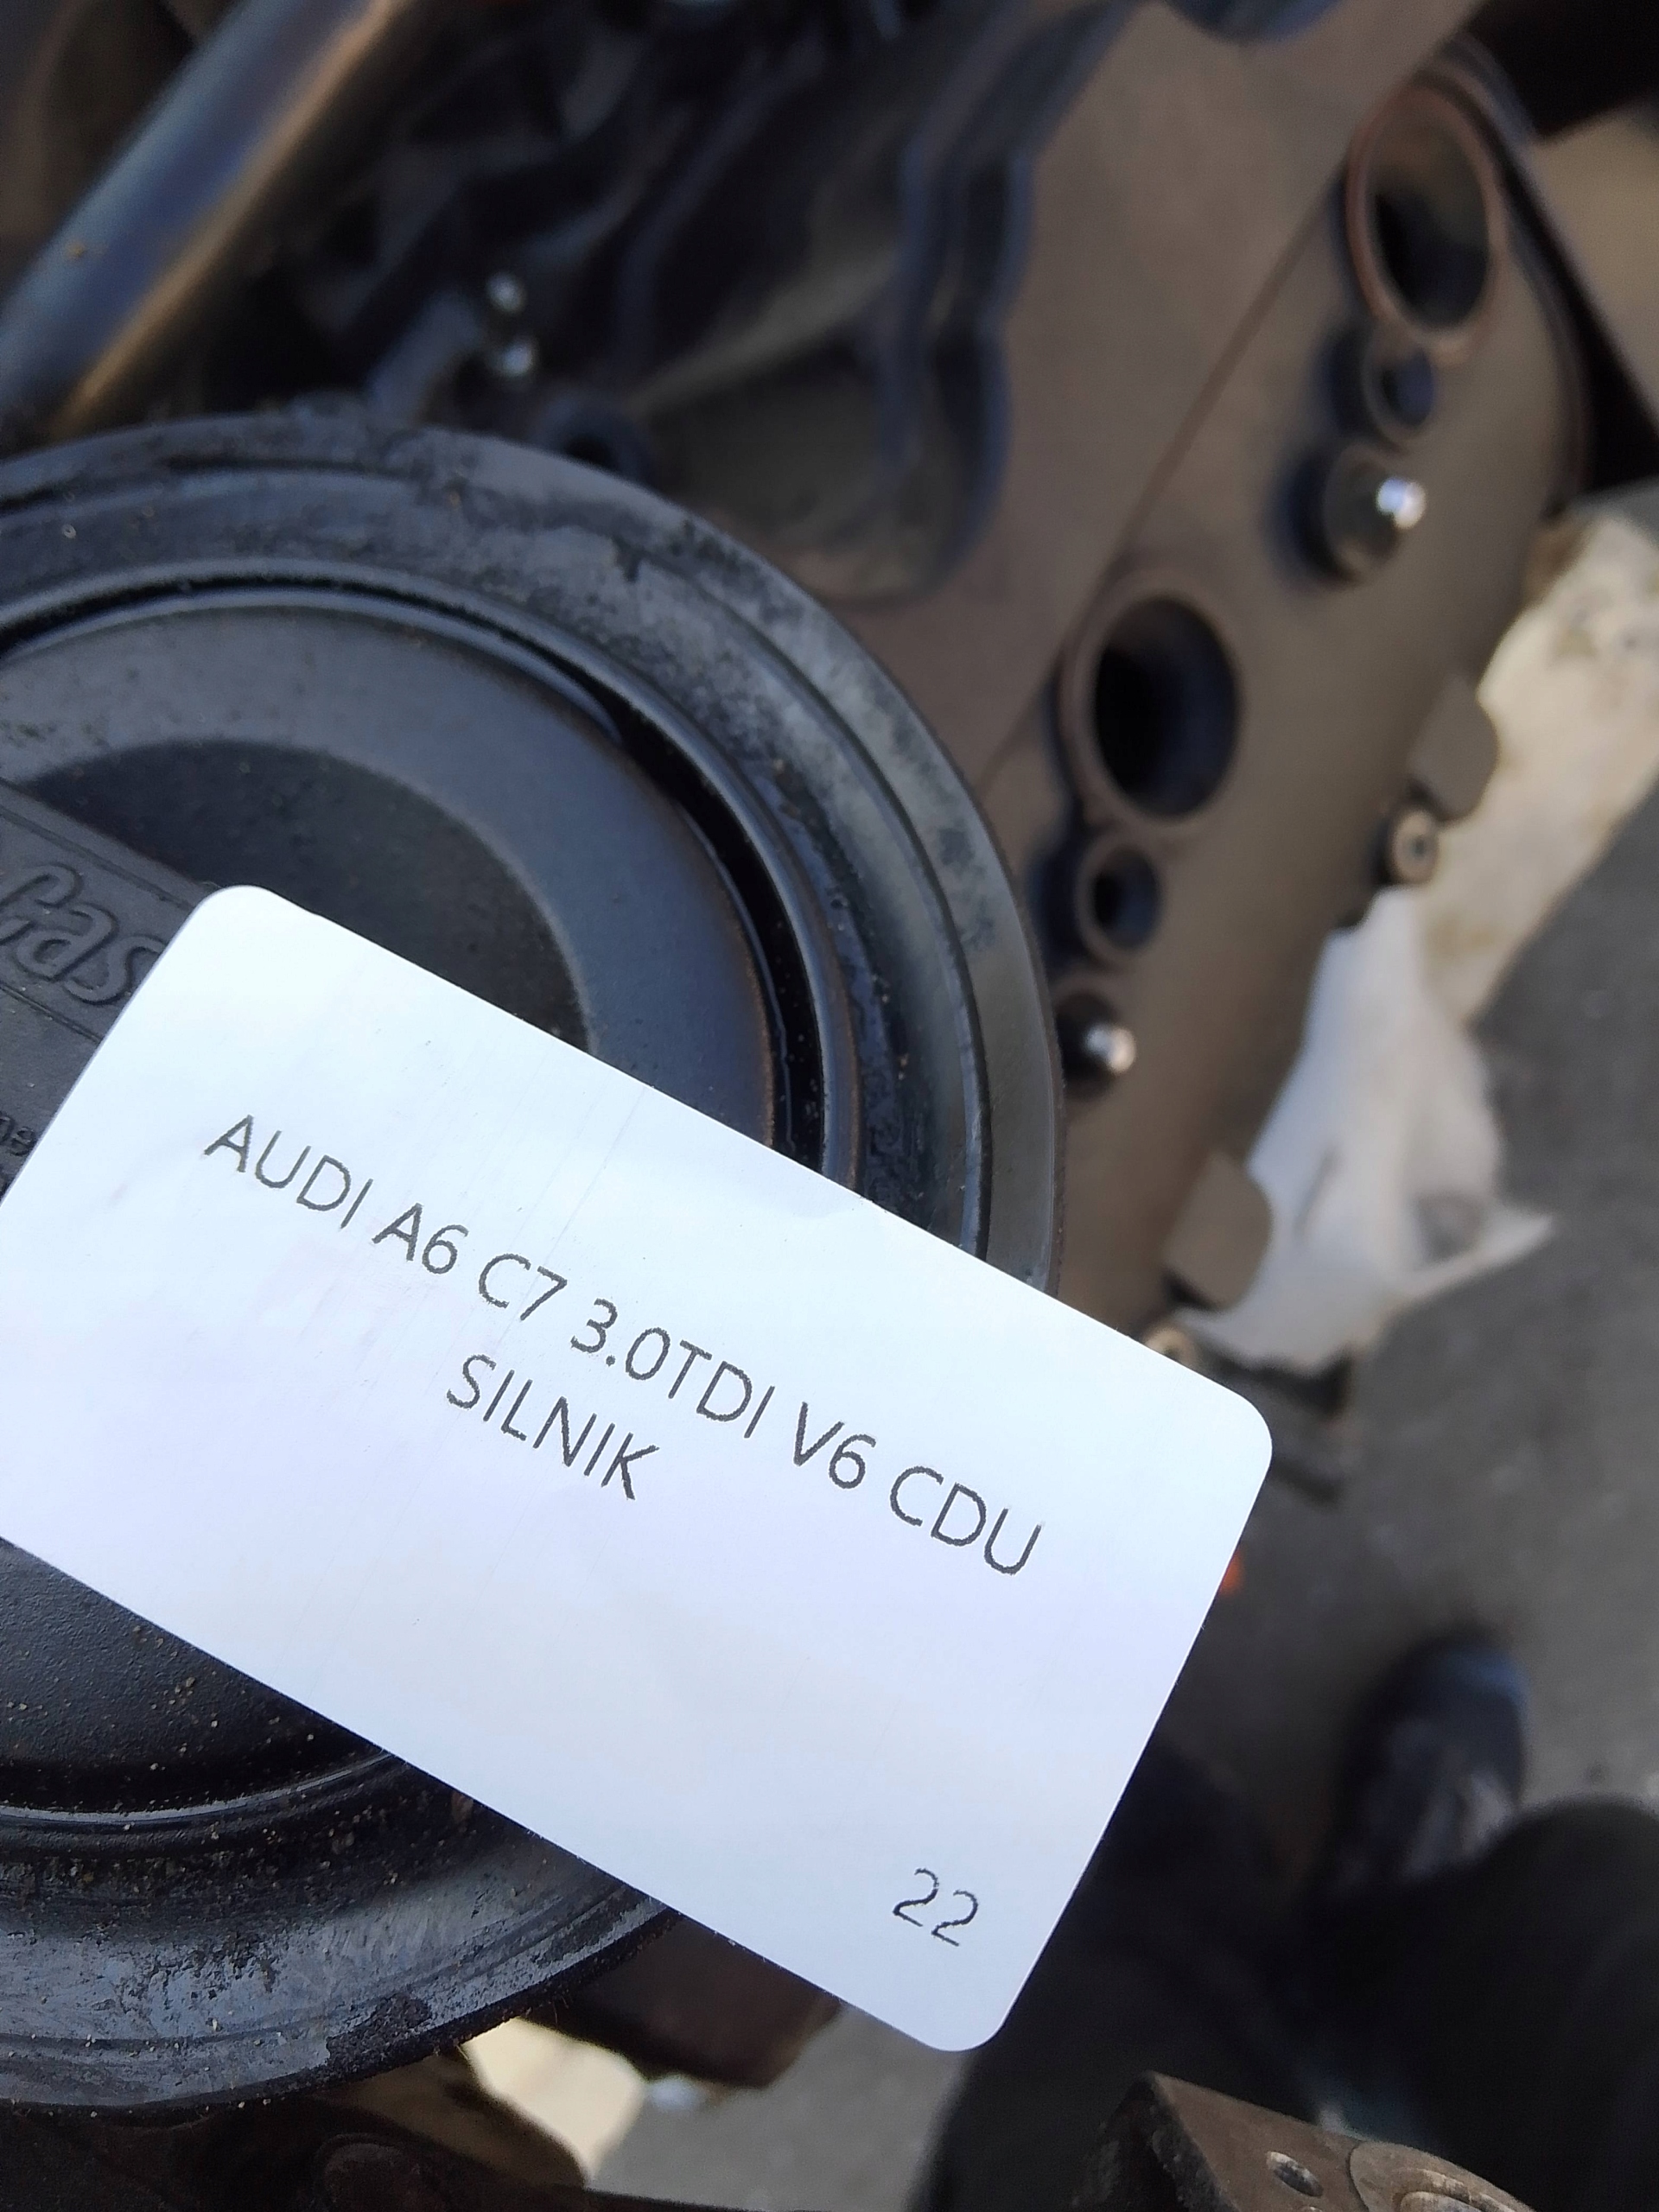 AUDI A6 C7 3.0TDI V6 CDU
SILNIK
22